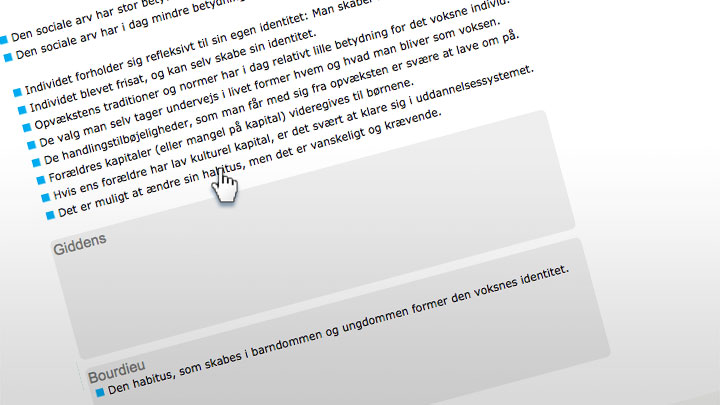 Den sociale arv har stor
Den sociale arv har i dag mindre
Individet forholder sig refleksivt til sin egen identitet: Man
Individet blevet frisat, og kan selv skabe sin identitet.
Opvækstens traditioner og normer har i dag relativt lille betydning for det voksne individ.
De valg man selv tager undervejs i livet former hvem og hvad man bliver som voksen.
De handlingstilbøjeligheder, som man får med sig fra opvæksten er svære at lave om på.
Forældres kapitaler (eller mangel på kapital) videregives til børnene.
Hvis ens forældre har lav kulturel kapital, er det svært at klare sig i uddannelsessystemet.
Det er muligt at ændre sin habitus, men det er vanskeligt og krævende.
Giddens
Bourdieu
Den habitus, som skabes i barndommen og ungdommen former den voksnes identitet.